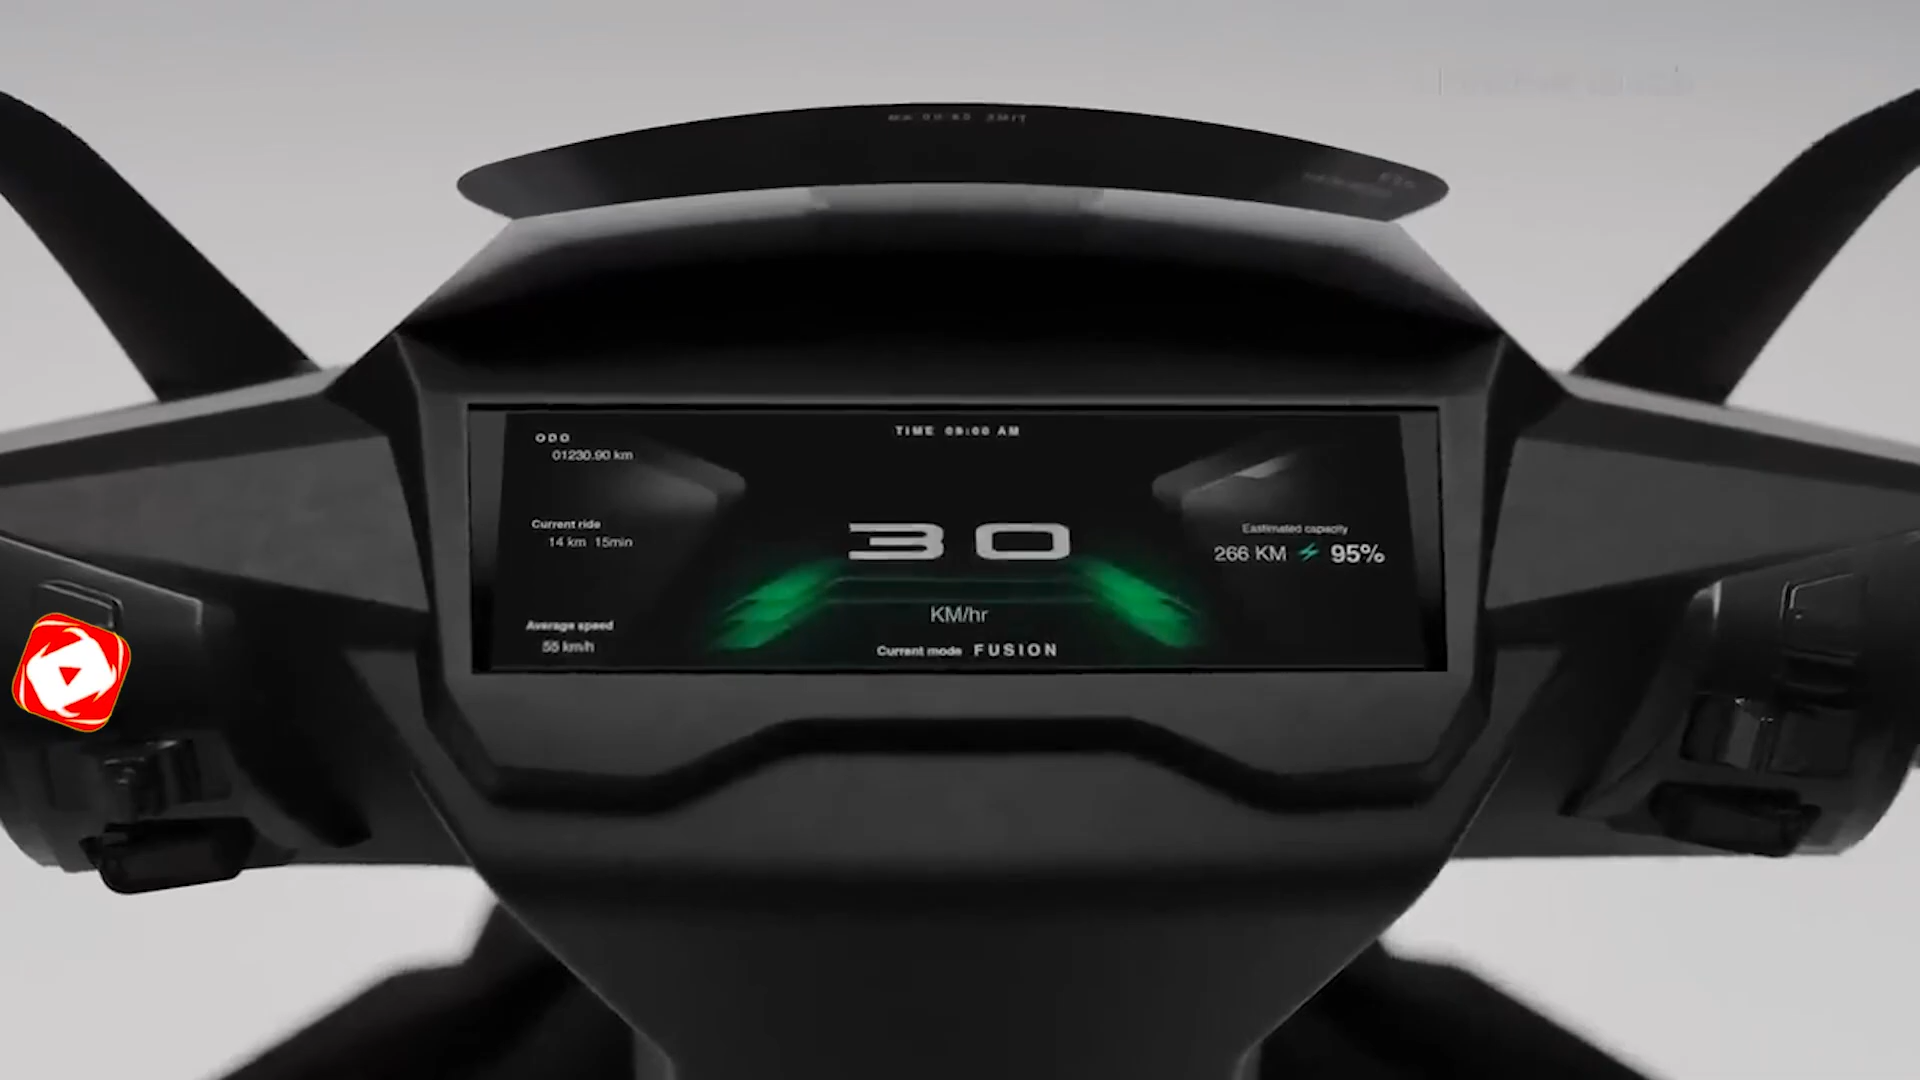 TIME 09:00 AM
ODO
01230.90 km
Current ride
14 km 15min
Average speed
55 km/h
30
KM/hr
Current mode FUSION
Eastimated capacity
266 KM 95%